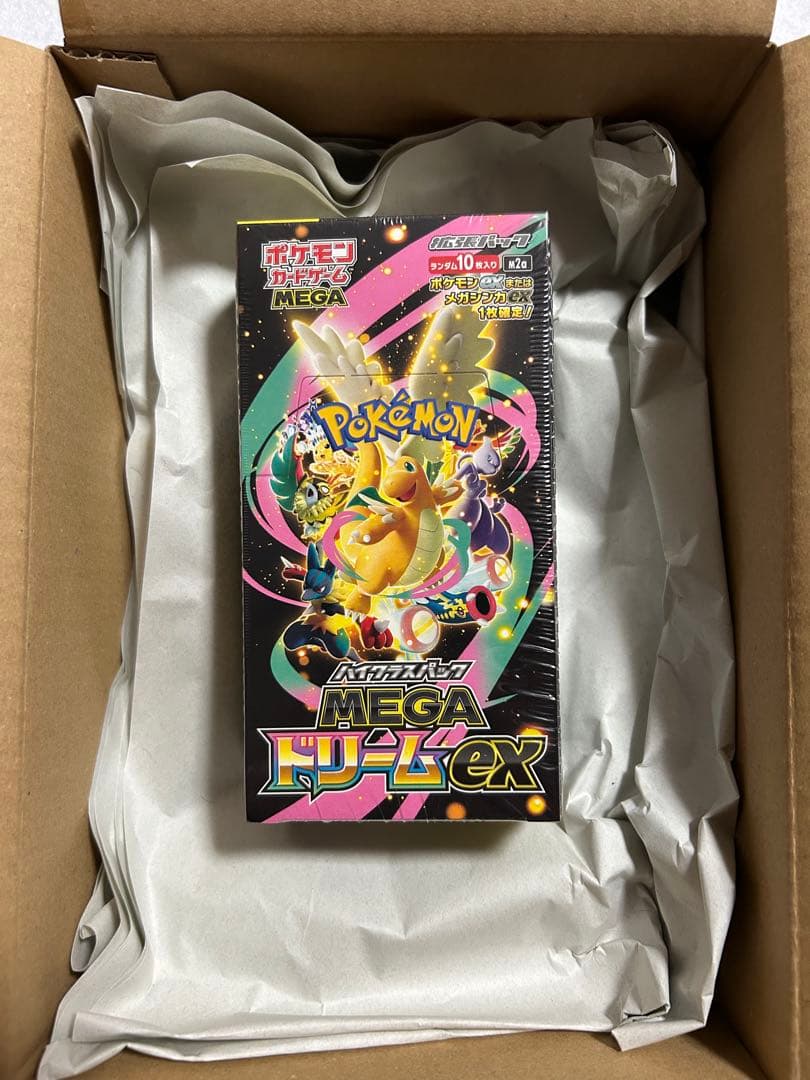 ポケモン
カードゲーム
MEGA
拡張パック
ランダム10枚入り
M2a
ポケモンexまたは
メガシンカex
1枚確定!
POKéMON
ハイクラスパック
MEGA
ドリームex